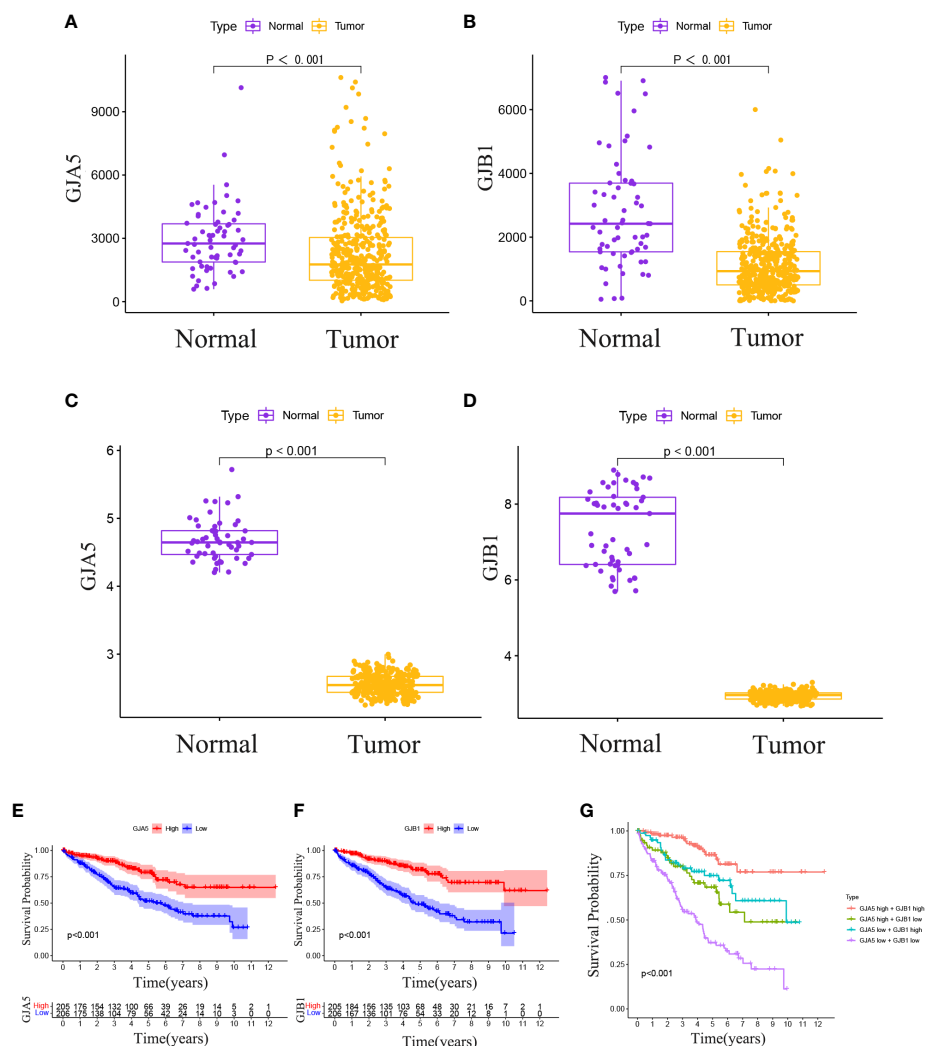 A
Type Normal Tumor
P < 0.001
GJA5
9000
6000
3000
0
Normal Tumor
B
Type Normal Tumor
P < 0.001
GJB1
6000
4000
2000
0
Normal Tumor
C
Type Normal Tumor
p < 0.001
GJA5
6
5
4
3
Normal Tumor
D
Type Normal Tumor
p < 0.001
GJB1
8
6
4
Normal Tumor
E
GJA5 High Low
Survival Probability
1.00
0.75
0.50
0.25
0.00
p<0.001
0 1 2 3 4 5 6 7 8 9 10 11 12
Time(years)
GJA5
High 205 176 154 132 100 66 39 26 19 14 5 2 1
Low 206 175 138 104 79 56 42 24 14 10 3 0 0
0 1 2 3 4 5 6 7 8 9 10 11 12
Time(years)
F
GJB1 High Low
Survival Probability
1.00
0.75
0.50
0.25
0.00
p<0.001
0 1 2 3 4 5 6 7 8 9 10 11 12
Time(years)
GJB1
High 205 184 156 135 103 68 48 30 21 16 7 2 1
Low 206 167 136 101 76 54 33 20 12 8 1 0 0
0 1 2 3 4 5 6 7 8 9 10 11 12
Time(years)
G
Survival Probability
1.00
0.75
0.50
0.25
0.00
p<0.001
0 1 2 3 4 5 6 7 8 9 10 11 12
Time(years)
Type
GJA5 high + GJB1 high
GJA5 high + GJB1 low
GJA5 low + GJB1 high
GJA5 low + GJB1 low